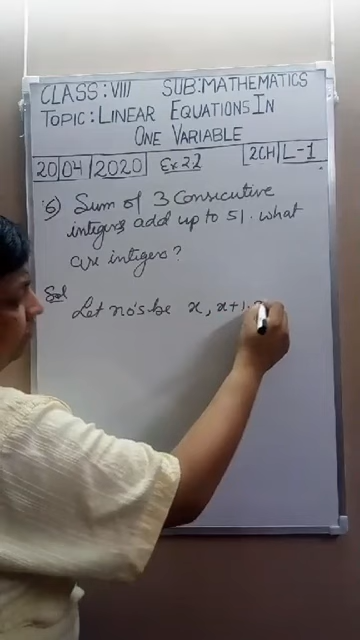 CLASS:VIII SUB:MATHEMATICS
TOPIC:LINEAR EQUATIONS IN
ONE VARIABLE
20/04/2020 Ex 2.2 2CH L-1
6) Sum of 3 Consecutive
integers add up to 51. what
are integers?
Sol
Let no's be x, x+1,